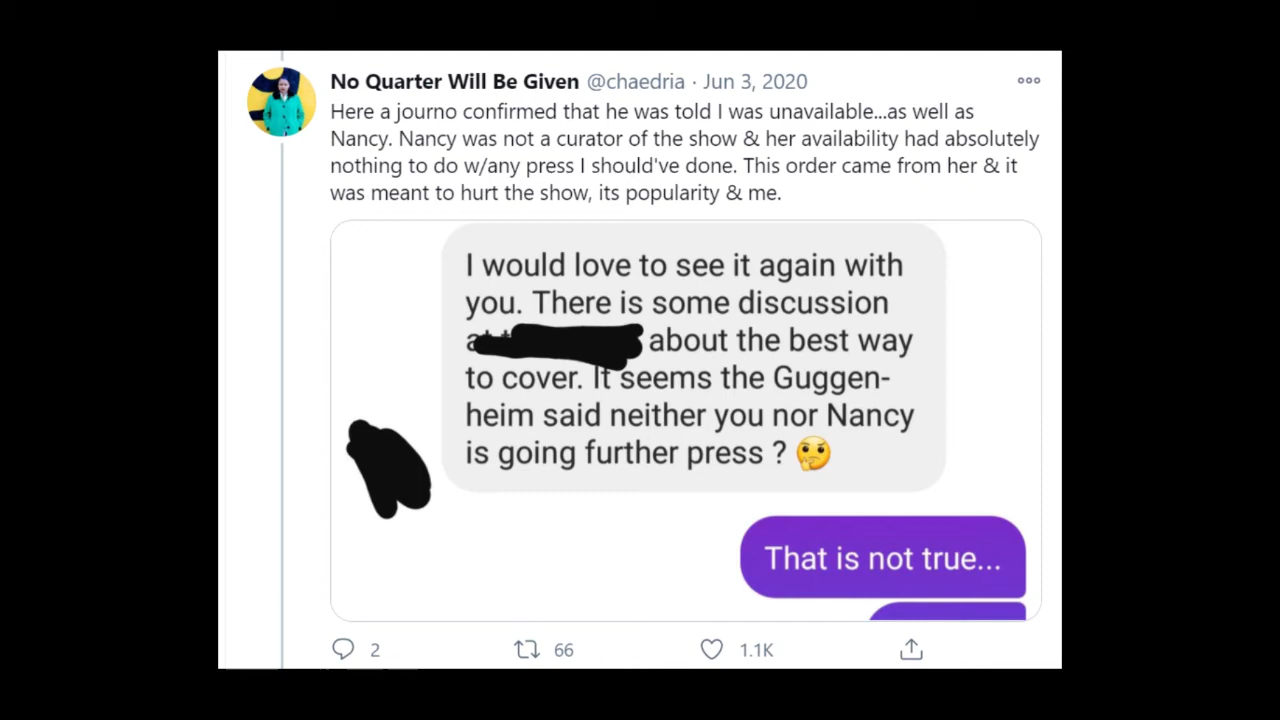 No Quarter Will Be Given @chaedria · Jun 3, 2020
Here a journo confirmed that he was told I was unavailable...as well as
Nancy. Nancy was not a curator of the show & her availability had absolutely
nothing to do w/any press I should've done. This order came from her & it
was meant to hurt the show, its popularity & me.
I would love to see it again with
you. There is some discussion
about the best way
to cover. It seems the Guggen-
heim said neither you nor Nancy
is going further press ? 🤔
That is not true...
2 66 1.1K